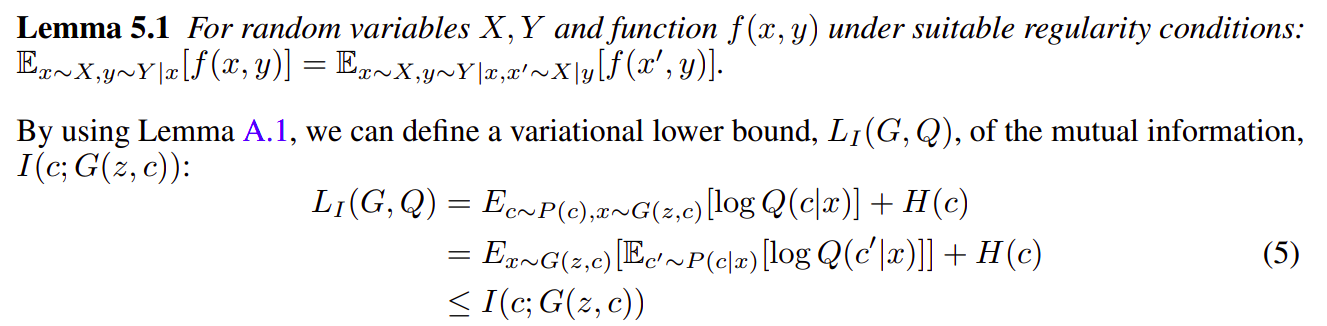 Lemma 5.1 For random variables X, Y and function f(x, y) under suitable regularity conditions:
𝔼_{x∼X,y∼Y|x}[f(x, y)] = 𝔼_{x∼X,y∼Y|x,x′∼X|y}[f(x′, y)].
By using Lemma A.1, we can define a variational lower bound, L_I(G, Q), of the mutual information,
I(c; G(z, c)):
L_I(G, Q) = E_{c∼P(c),x∼G(z,c)}[log Q(c|x)] + H(c)
= E_{x∼G(z,c)}[𝔼_{c′∼P(c|x)}[log Q(c′|x)]] + H(c) (5)
≤ I(c; G(z, c))